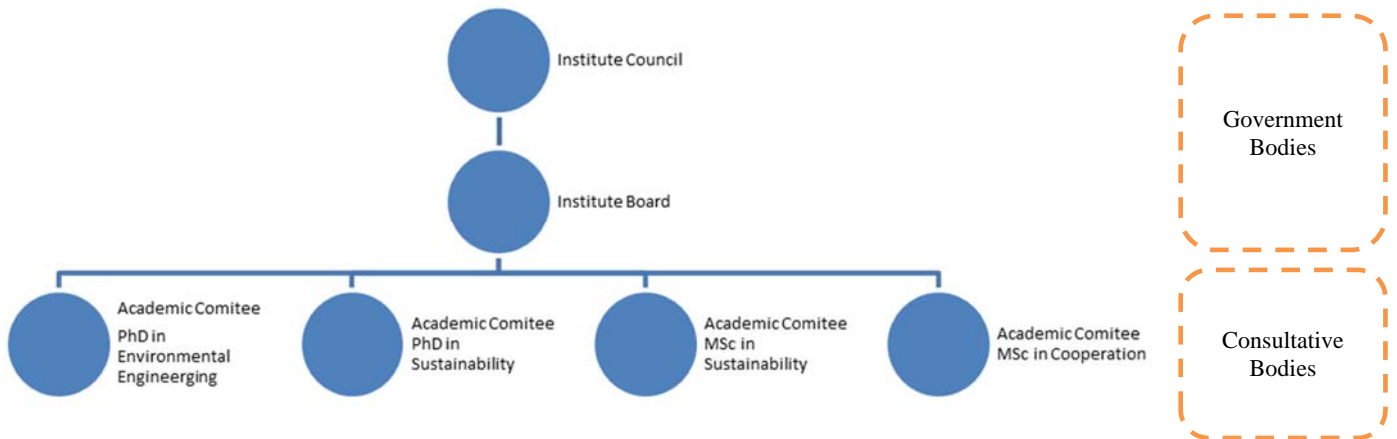 Institute Council
Government
Bodies
Institute Board
Academic Comitee
PhD in
Environmental
Engineerging
Academic Comitee
PhD in
Sustainability
Academic Comitee
MSc in
Sustainability
Academic Comitee
MSc in Cooperation
Consultative
Bodies